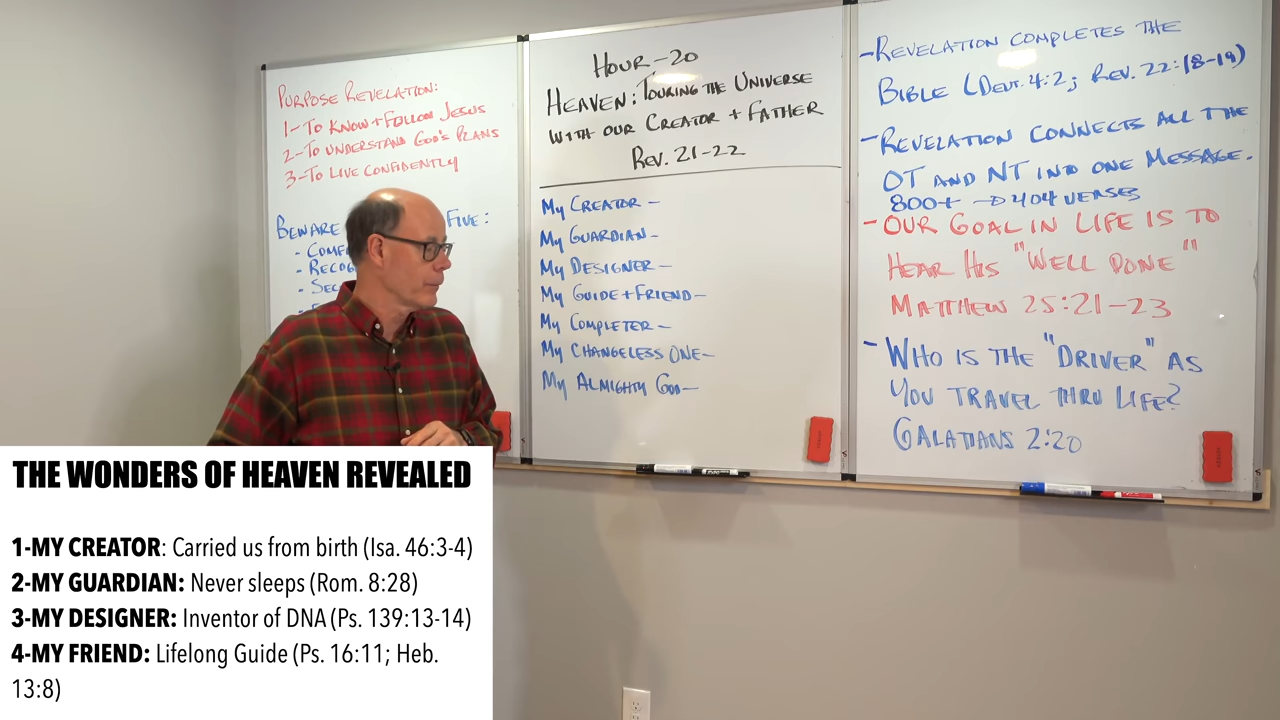 PURPOSE REVELATION:
1-TO KNOW+FOLLOW JESUS
2-TO UNDERSTAND GOD'S PLANS
3-TO LIVE CONFIDENTLY
BEWARE FIVE:
HOUR-20
HEAVEN: TOURING THE UNIVERSE
WITH OUR CREATOR + FATHER
REV. 21-22
MY CREATOR -
MY GUARDIAN-
MY DESIGNER-
MY GUIDE+FRIEND-
MY COMPLETER-
MY CHANGELESS ONE-
MY ALMIGHTY GOD-
-REVELATION COMPLETES THE
BIBLE (DEUT. 4:2; REV. 22:18-19)
-REVELATION CONNECTS ALL THE
OT AND NT INTO ONE MESSAGE.
800+ → 404 VERSES
-OUR GOAL IN LIFE IS TO
HEAR HIS "WELL DONE"
MATTHEW 25:21-23
-WHO IS THE "DRIVER" AS
YOU TRAVEL THRU LIFE?
GALATIANS 2:20
THE WONDERS OF HEAVEN REVEALED
1-MY CREATOR: Carried us from birth (Isa. 46:3-4)
2-MY GUARDIAN: Never sleeps (Rom. 8:28)
3-MY DESIGNER: Inventor of DNA (Ps. 139:13-14)
4-MY FRIEND: Lifelong Guide (Ps. 16:11; Heb.
13:8)